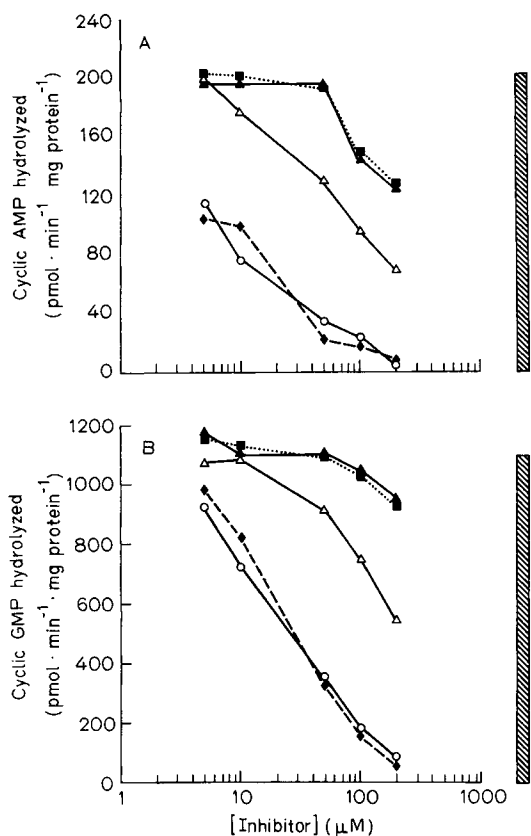 A
240
200
160
120
80
40
0
Cyclic AMP hydrolyzed
(pmol · min⁻¹ mg protein⁻¹)
B
1200
1000
800
600
400
200
0
Cyclic GMP hydrolyzed
(pmol · min⁻¹ · mg protein⁻¹)
1
10
100
1000
[Inhibitor] (μM)